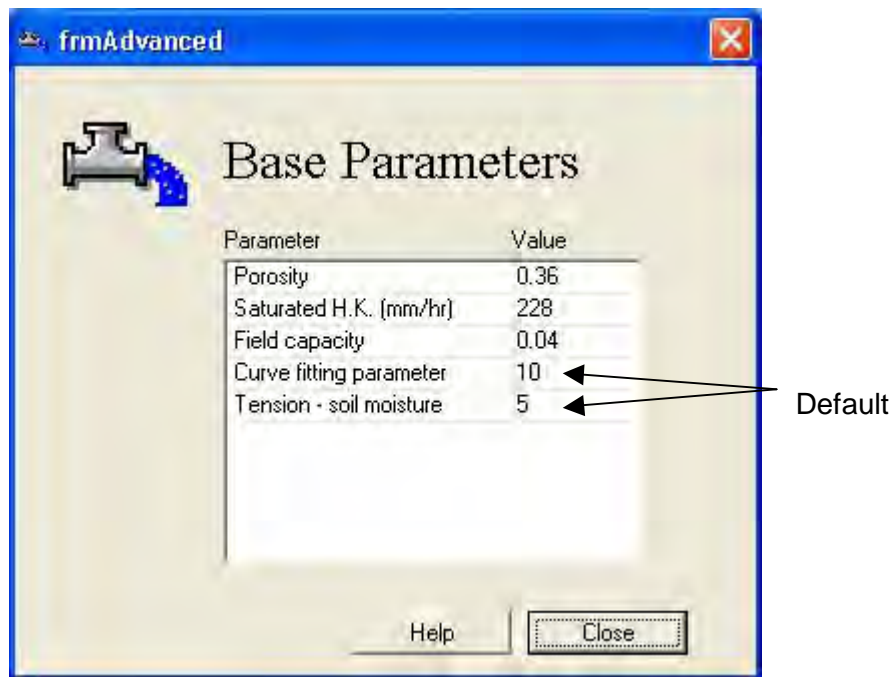 frmAdvanced
Base Parameters
Parameter Value
Porosity 0.36
Saturated H.K. (mm/hr) 228
Field capacity 0.04
Curve fitting parameter 10
Tension - soil moisture 5
Default
Help Close